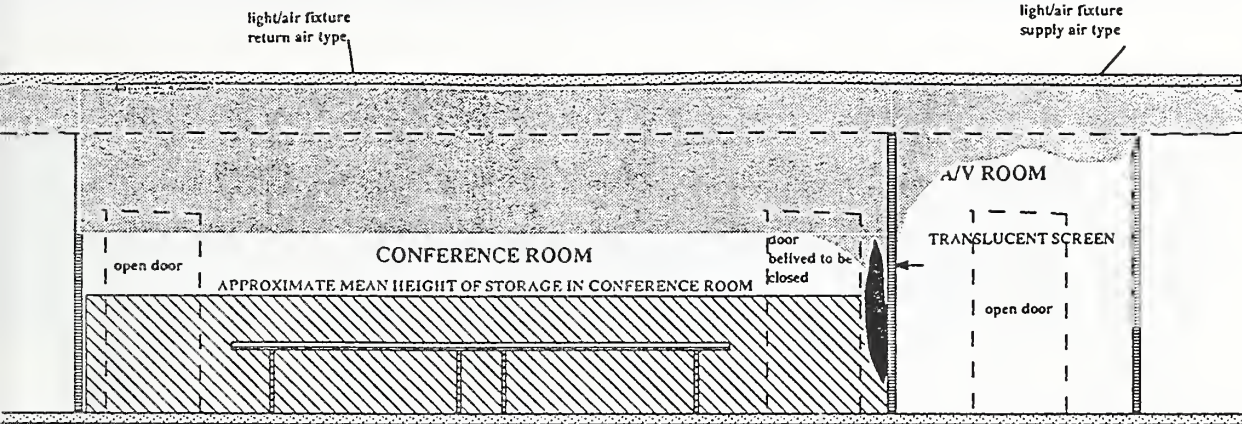 light/air fixture
return air type
light/air fixture
supply air type
A/V ROOM
CONFERENCE ROOM
TRANSLUCENT SCREEN
open door
door
belived to be
closed
APPROXIMATE MEAN HEIGHT OF STORAGE IN CONFERENCE ROOM
open door